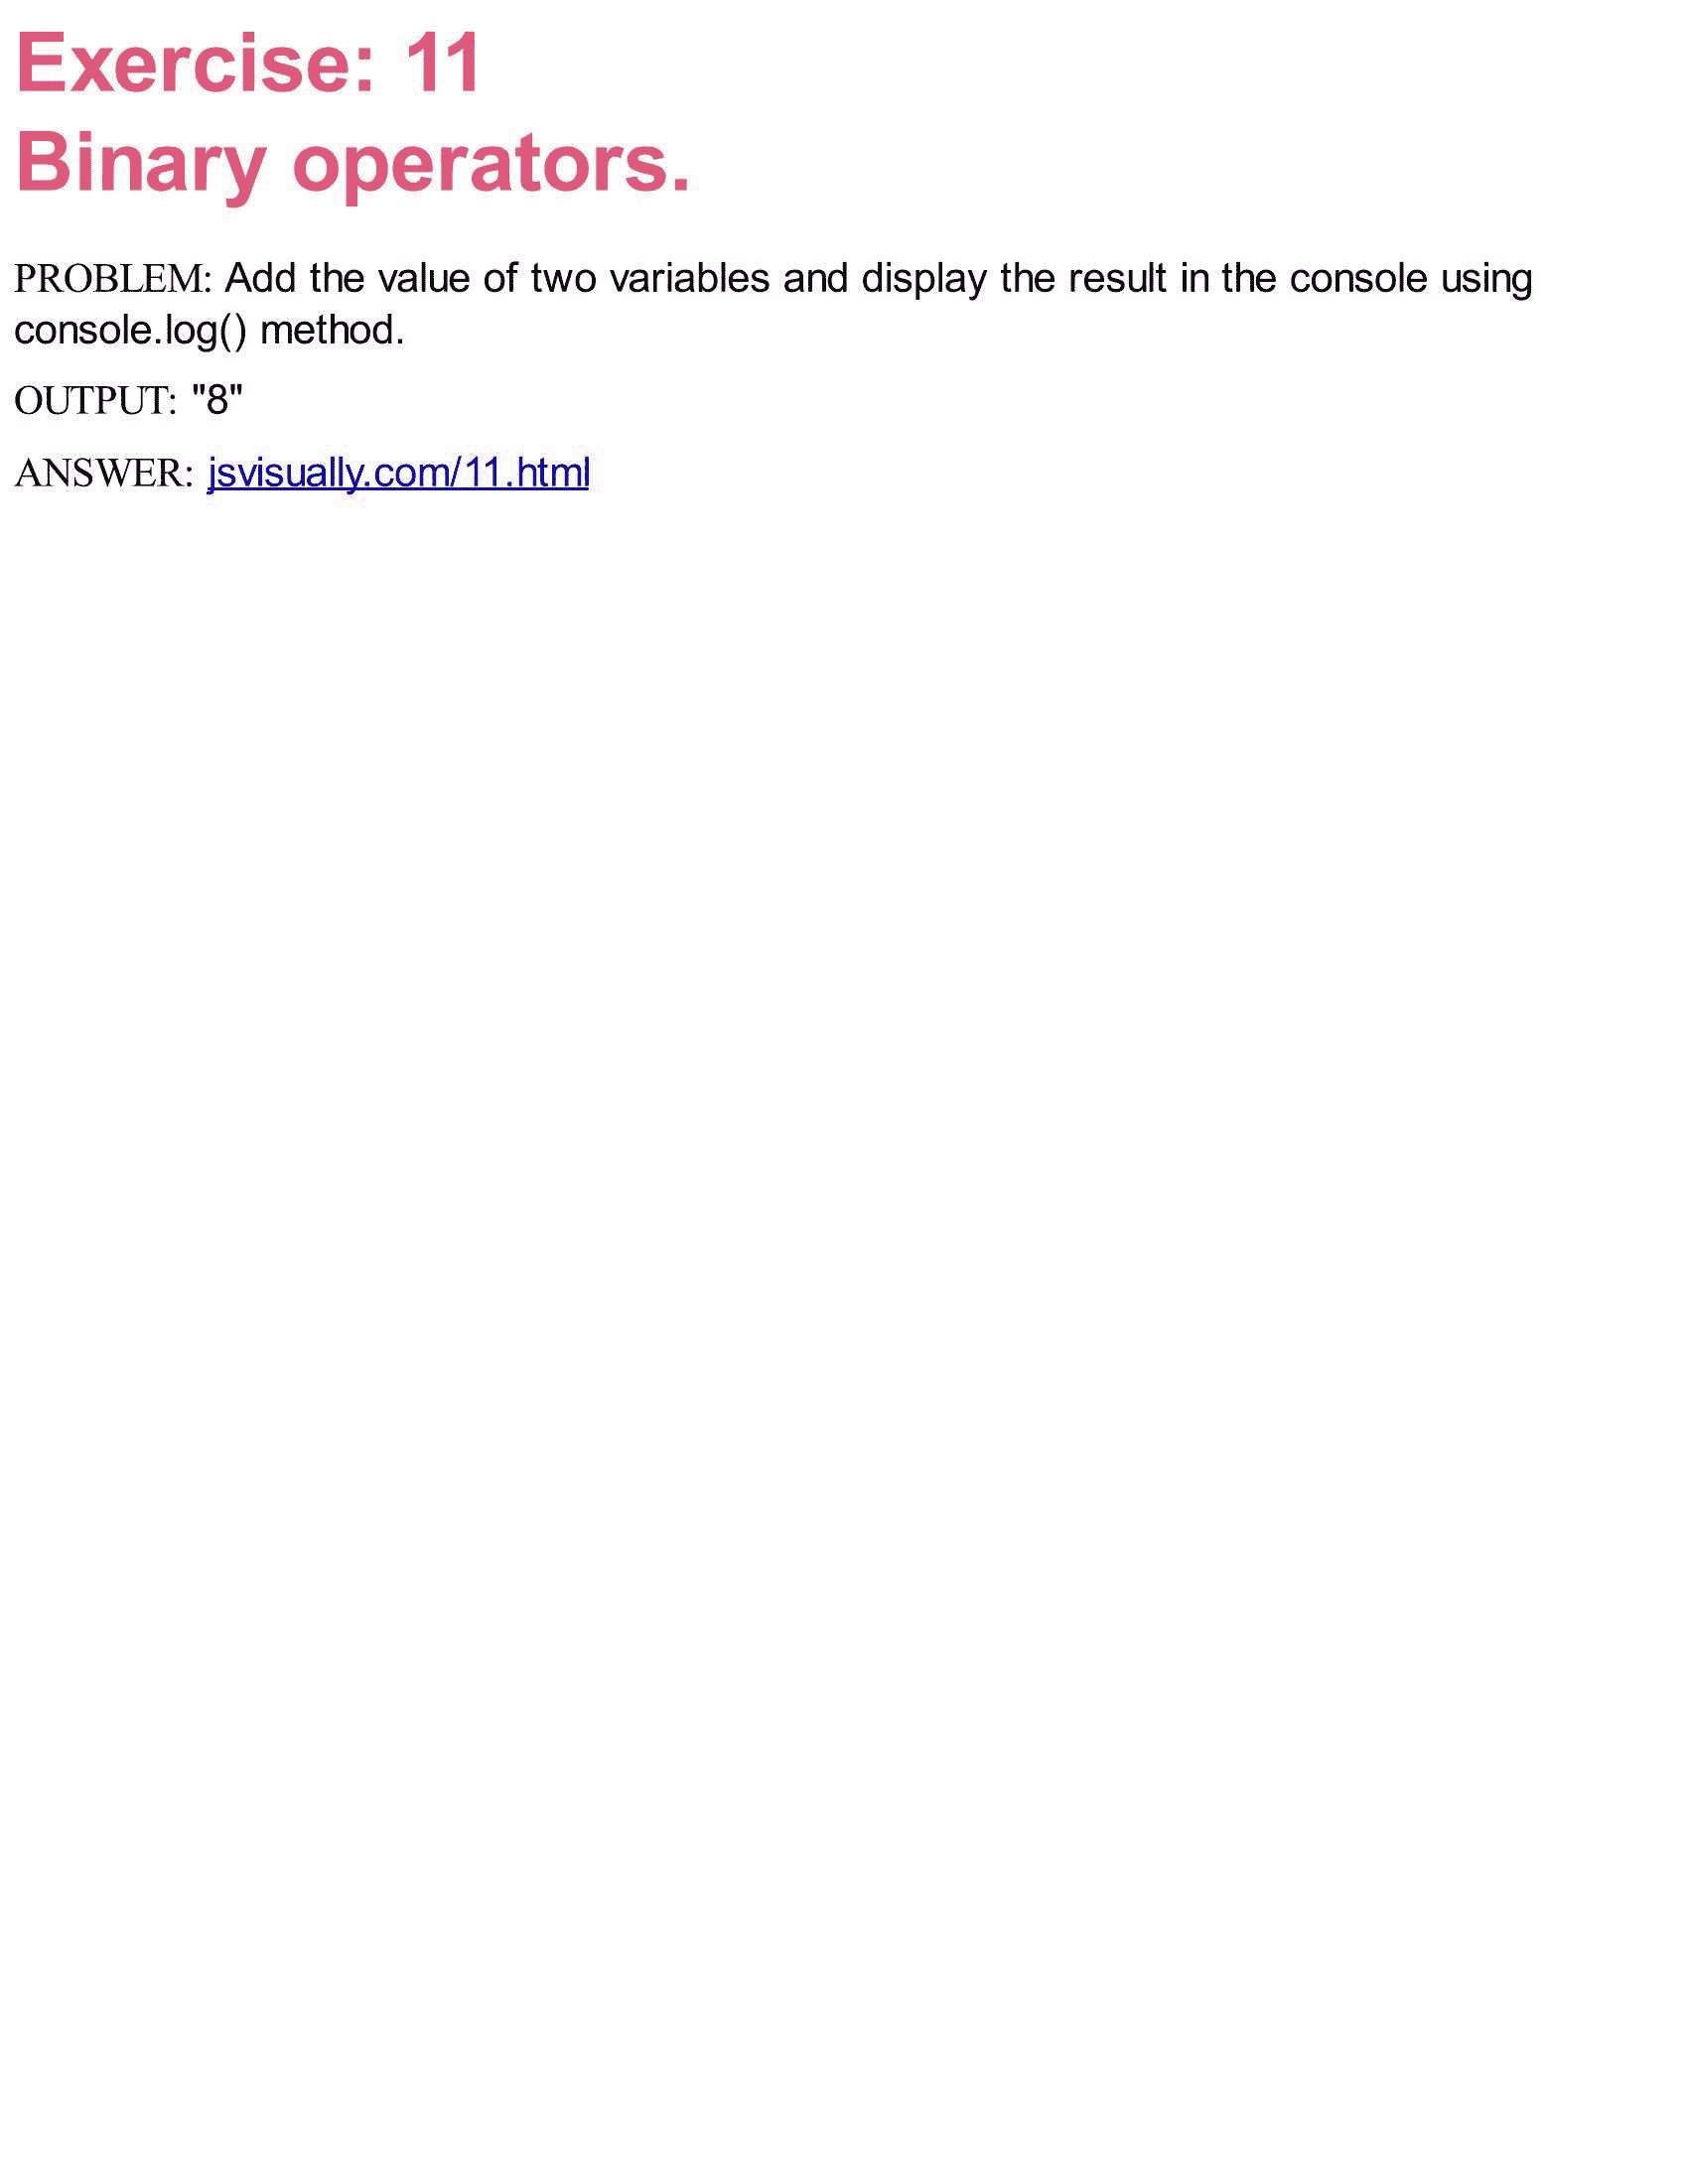 Exercise: 11
Binary operators.
PROBLEM: Add the value of two variables and display the result in the console using
console.log() method.
OUTPUT: "8"
ANSWER: jsvisually.com/11.html